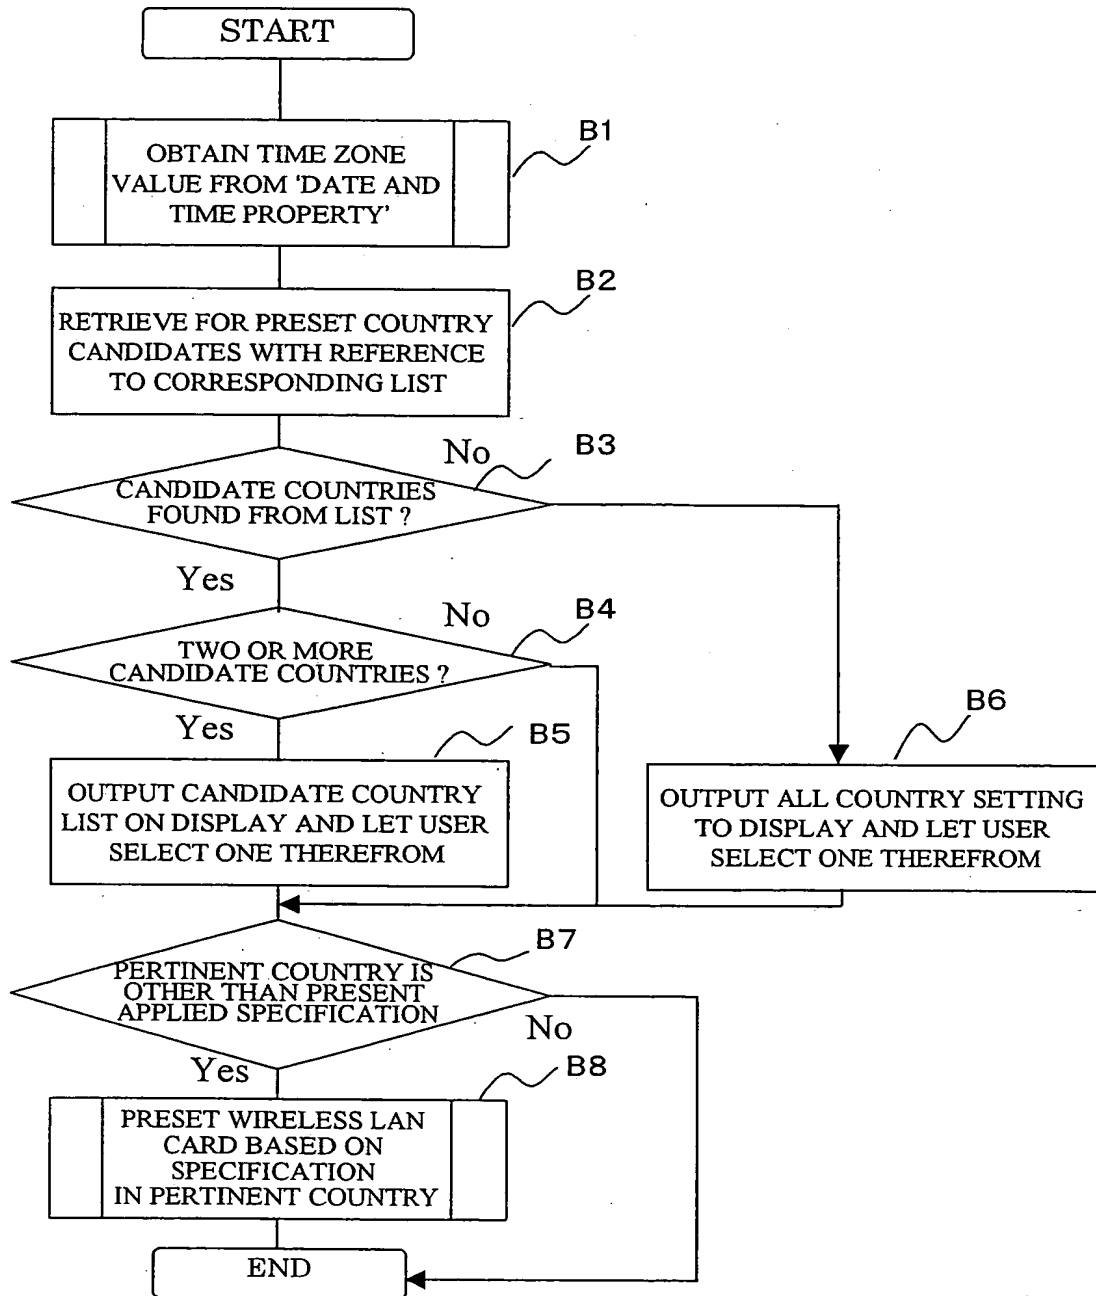 START
B1
OBTAIN TIME ZONE
VALUE FROM 'DATE AND
TIME PROPERTY'
B2
RETRIEVE FOR PRESET COUNTRY
CANDIDATES WITH REFERENCE
TO CORRESPONDING LIST
No
B3
CANDIDATE COUNTRIES
FOUND FROM LIST ?
Yes
No
B4
TWO OR MORE
CANDIDATE COUNTRIES ?
Yes
B5
B6
OUTPUT CANDIDATE COUNTRY
LIST ON DISPLAY AND LET USER
SELECT ONE THEREFROM
OUTPUT ALL COUNTRY SETTING
TO DISPLAY AND LET USER
SELECT ONE THEREFROM
B7
PERTINENT COUNTRY IS
OTHER THAN PRESENT
APPLIED SPECIFICATION
No
Yes
B8
PRESET WIRELESS LAN
CARD BASED ON
SPECIFICATION
IN PERTINENT COUNTRY
END